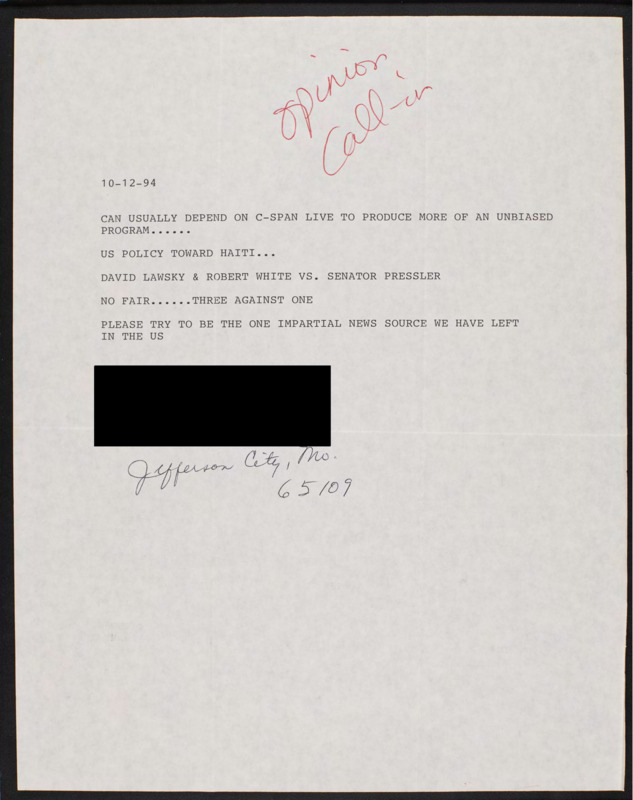 opinion
Call-in
10-12-94
CAN USUALLY DEPEND ON C-SPAN LIVE TO PRODUCE MORE OF AN UNBIASED
PROGRAM......
US POLICY TOWARD HAITI...
DAVID LAWSKY & ROBERT WHITE VS. SENATOR PRESSLER
NO FAIR......THREE AGAINST ONE
PLEASE TRY TO BE THE ONE IMPARTIAL NEWS SOURCE WE HAVE LEFT
IN THE US
Jefferson City, Mo.
65109